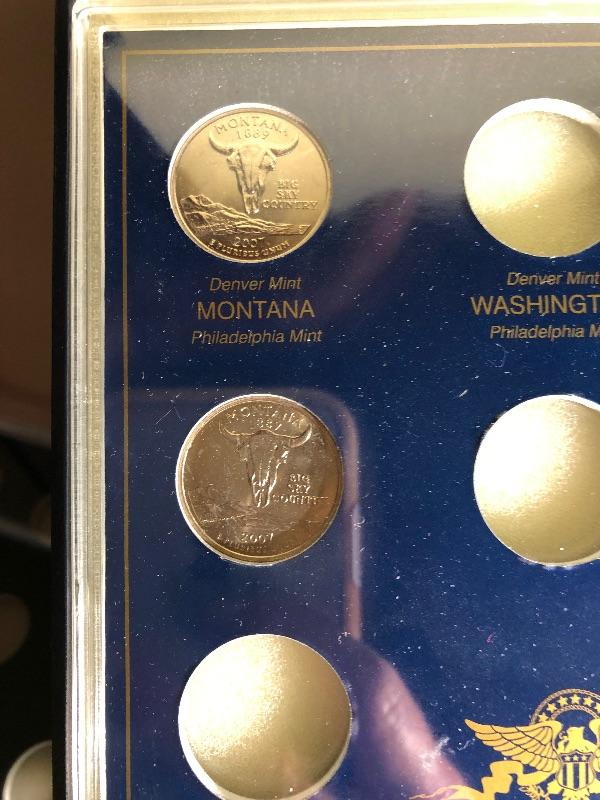 MONTANA
1889
BIG
SKY
COUNTRY
2007
E PLURIBUS UNUM
Denver Mint
MONTANA
Philadelphia Mint
Denver Mint
WASHINGT
Philadelphia M
MONTANA
1889
BIG
SKY
COUNTRY
2007
E PLURIBUS